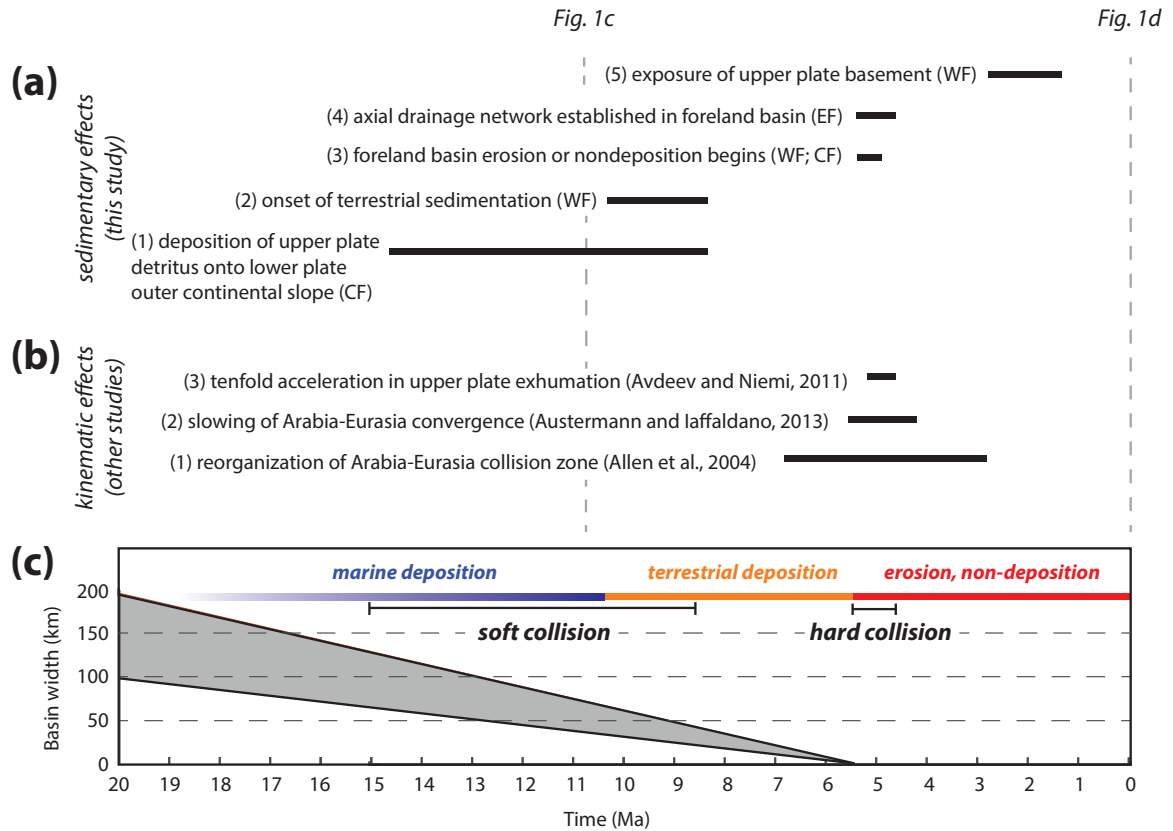 Fig. 1c
Fig. 1d
(a)
sedimentary effects
(this study)
(5) exposure of upper plate basement (WF)
(4) axial drainage network established in foreland basin (EF)
(3) foreland basin erosion or nondeposition begins (WF; CF)
(2) onset of terrestrial sedimentation (WF)
(1) deposition of upper plate
detritus onto lower plate
outer continental slope (CF)
(b)
kinematic effects
(other studies)
(3) tenfold acceleration in upper plate exhumation (Avdeev and Niemi, 2011)
(2) slowing of Arabia-Eurasia convergence (Austermann and Iaffaldano, 2013)
(1) reorganization of Arabia-Eurasia collision zone (Allen et al., 2004)
(c)
marine deposition
terrestrial deposition
erosion, non-deposition
soft collision
hard collision
Basin width (km)
200
150
100
50
0
20 19 18 17 16 15 14 13 12 11 10 9 8 7 6 5 4 3 2 1 0
Time (Ma)